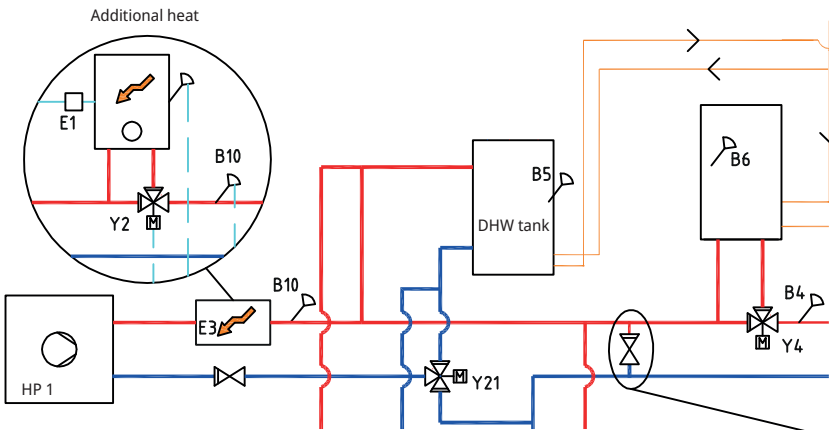 Additional heat
E1
B10
Y2
M
B5
DHW tank
B6
B10
E3
B4
HP 1
M
Y21
M
Y4